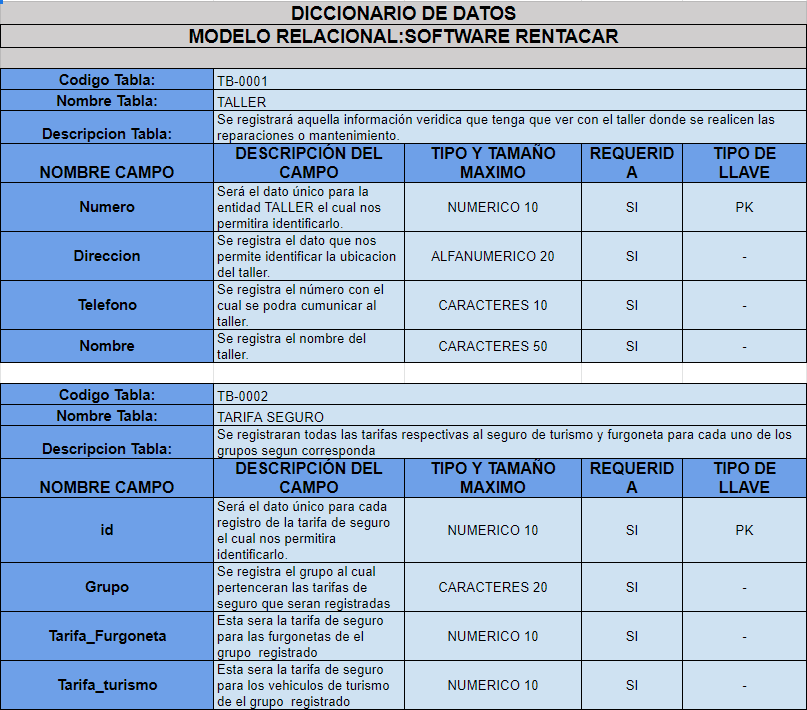 DICCIONARIO DE DATOS
MODELO RELACIONAL:SOFTWARE RENTACAR
Codigo Tabla: TB-0001
Nombre Tabla: TALLER
Descripcion Tabla: Se registrará aquella información veridica que tenga que ver con el taller donde se realicen las
reparaciones o mantenimiento.
NOMBRE CAMPO
DESCRIPCIÓN DEL
CAMPO
TIPO Y TAMAÑO
MAXIMO
REQUERID
A
TIPO DE
LLAVE
Numero
Será el dato único para la
entidad TALLER el cual nos
permitira identificarlo.
NUMERICO 10
SI
PK
Direccion
Se registra el dato que nos
permite identificar la ubicacion
del taller.
ALFANUMERICO 20
SI
-
Telefono
Se registra el número con el
cual se podra cumunicar al
taller.
CARACTERES 10
SI
-
Nombre
Se registra el nombre del
taller.
CARACTERES 50
SI
-
Codigo Tabla: TB-0002
Nombre Tabla: TARIFA SEGURO
Descripcion Tabla: Se registraran todas las tarifas respectivas al seguro de turismo y furgoneta para cada uno de los
grupos segun corresponda
NOMBRE CAMPO
DESCRIPCIÓN DEL
CAMPO
TIPO Y TAMAÑO
MAXIMO
REQUERID
A
TIPO DE
LLAVE
id
Será el dato único para cada
registro de la tarifa de seguro
el cual nos permitira
identificarlo.
NUMERICO 10
SI
PK
Grupo
Se registra el grupo al cual
pertenceran las tarifas de
seguro que seran registradas
CARACTERES 20
SI
-
Tarifa_Furgoneta
Esta sera la tarifa de seguro
para las furgonetas de el
grupo registrado
NUMERICO 10
SI
-
Tarifa_turismo
Esta sera la tarifa de seguro
para los vehiculos de turismo
de el grupo registrado
NUMERICO 10
SI
-